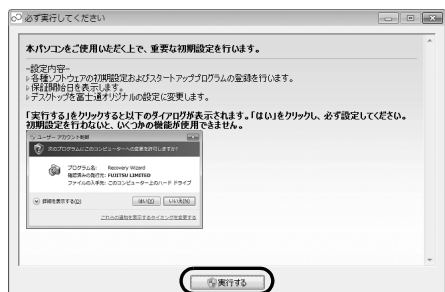 必ず実行してください
本パソコンをご使用いただく上で、重要な初期設定を行います。
-設定内容-
▷各種ソフトウェアの初期設定およびスタートアッププログラムの登録を行います。
▷保証開始日を表示します。
▷デスクトップを富士通オリジナルの設定に変更します。
「実行する」をクリックすると以下のダイアログが表示されます。「はい」をクリックし、必ず設定してください。
初期設定を行わないと、いくつかの機能が使用できません。
ユーザー アカウント制御
次のプログラムにこのコンピューターへの変更を許可しますか?
プログラム名: Recovery Wizard
確認済みの発行元: FUJITSU LIMITED
ファイルの入手先: このコンピューター上のハード ドライブ
詳細を表示する(D)
はい(Y)
いいえ(N)
これらの通知を表示するタイミングを変更する
実行する